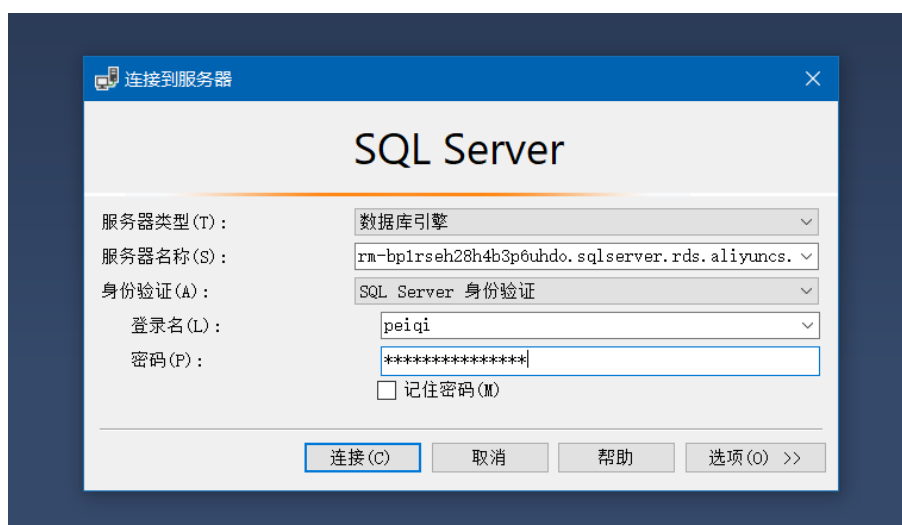 连接到服务器
SQL Server
服务器类型(T): 数据库引擎
服务器名称(S): rm-bp1rseh28h4b3p6uhdo.sqlserver.rds.aliyuncs.
身份验证(A): SQL Server 身份验证
登录名(L): peiqi
密码(P): ***************
记住密码(M)
连接(C) 取消 帮助 选项(O) >>